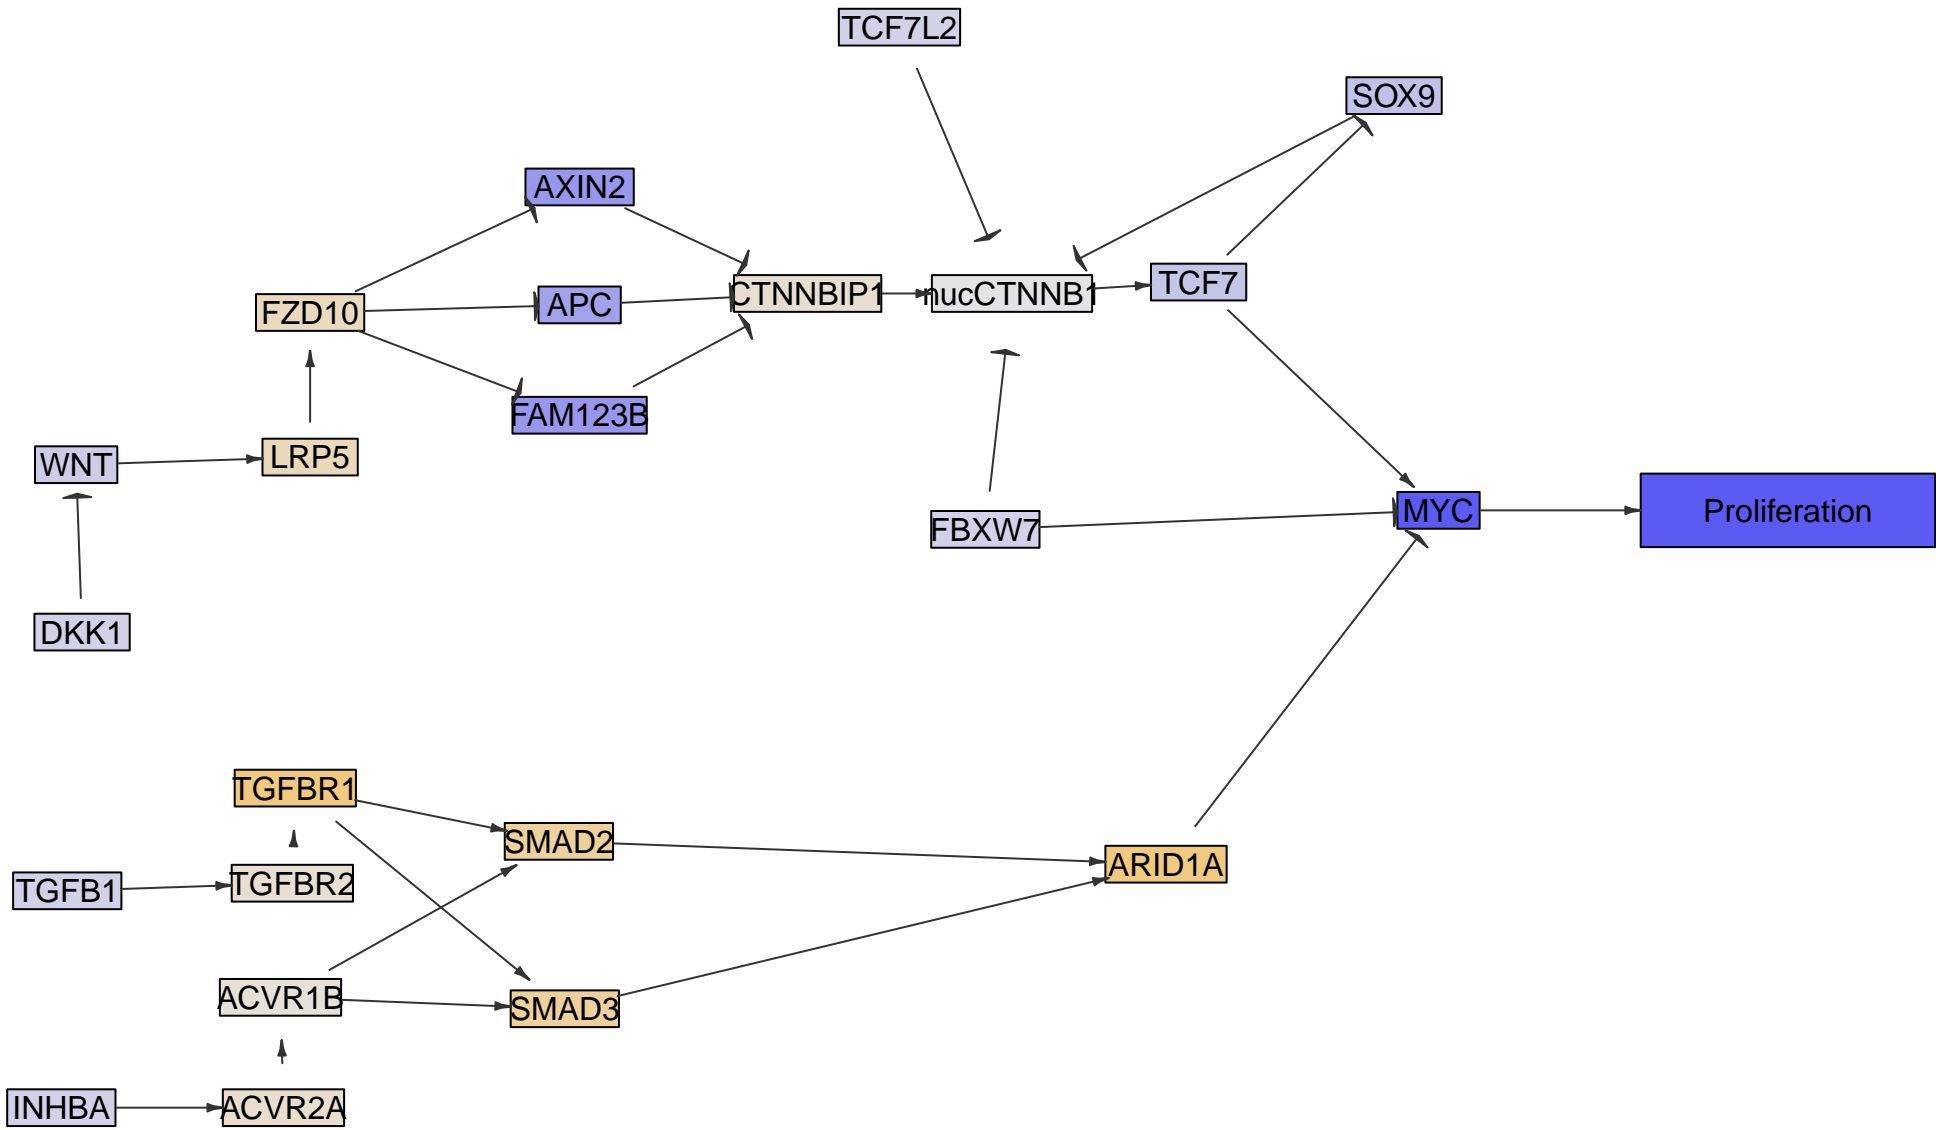 TCF7L2
SOX9
AXIN2
TCF7
CTNNBIP1
nucCTNNB1
APC
FZD10
FAM123B
LRP5
WNT
MYC
Proliferation
FBXW7
DKK1
TGFBR1
SMAD2
ARID1A
TGFBR2
TGFB1
ACVR1B
SMAD3
INHBA
ACVR2A